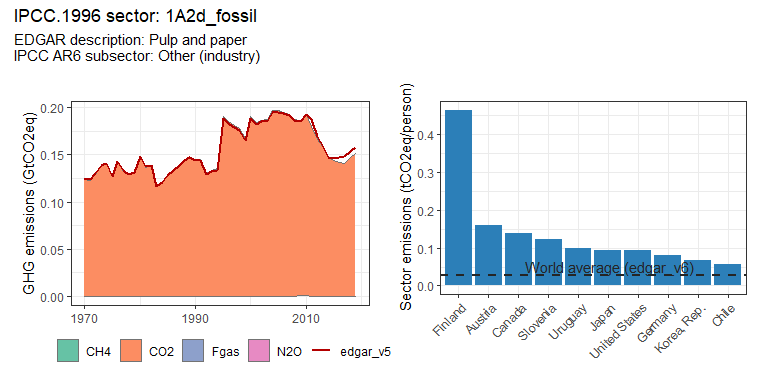 IPCC.1996 sector: 1A2d_fossil
EDGAR description: Pulp and paper
IPCC AR6 subsector: Other (industry)
GHG emissions (GtCO2eq)
0.20
0.15
0.10
0.05
0.00
1970
1990
2010
CH4
CO2
Fgas
N2O
edgar_v5
Sector emissions (tCO2eq/person)
0.4
0.3
0.2
0.1
0.0
World average (edgar_v6)
Finland
Austria
Canada
Slovenia
Uruguay
Japan
United States
Germany
Korea, Rep.
Chile